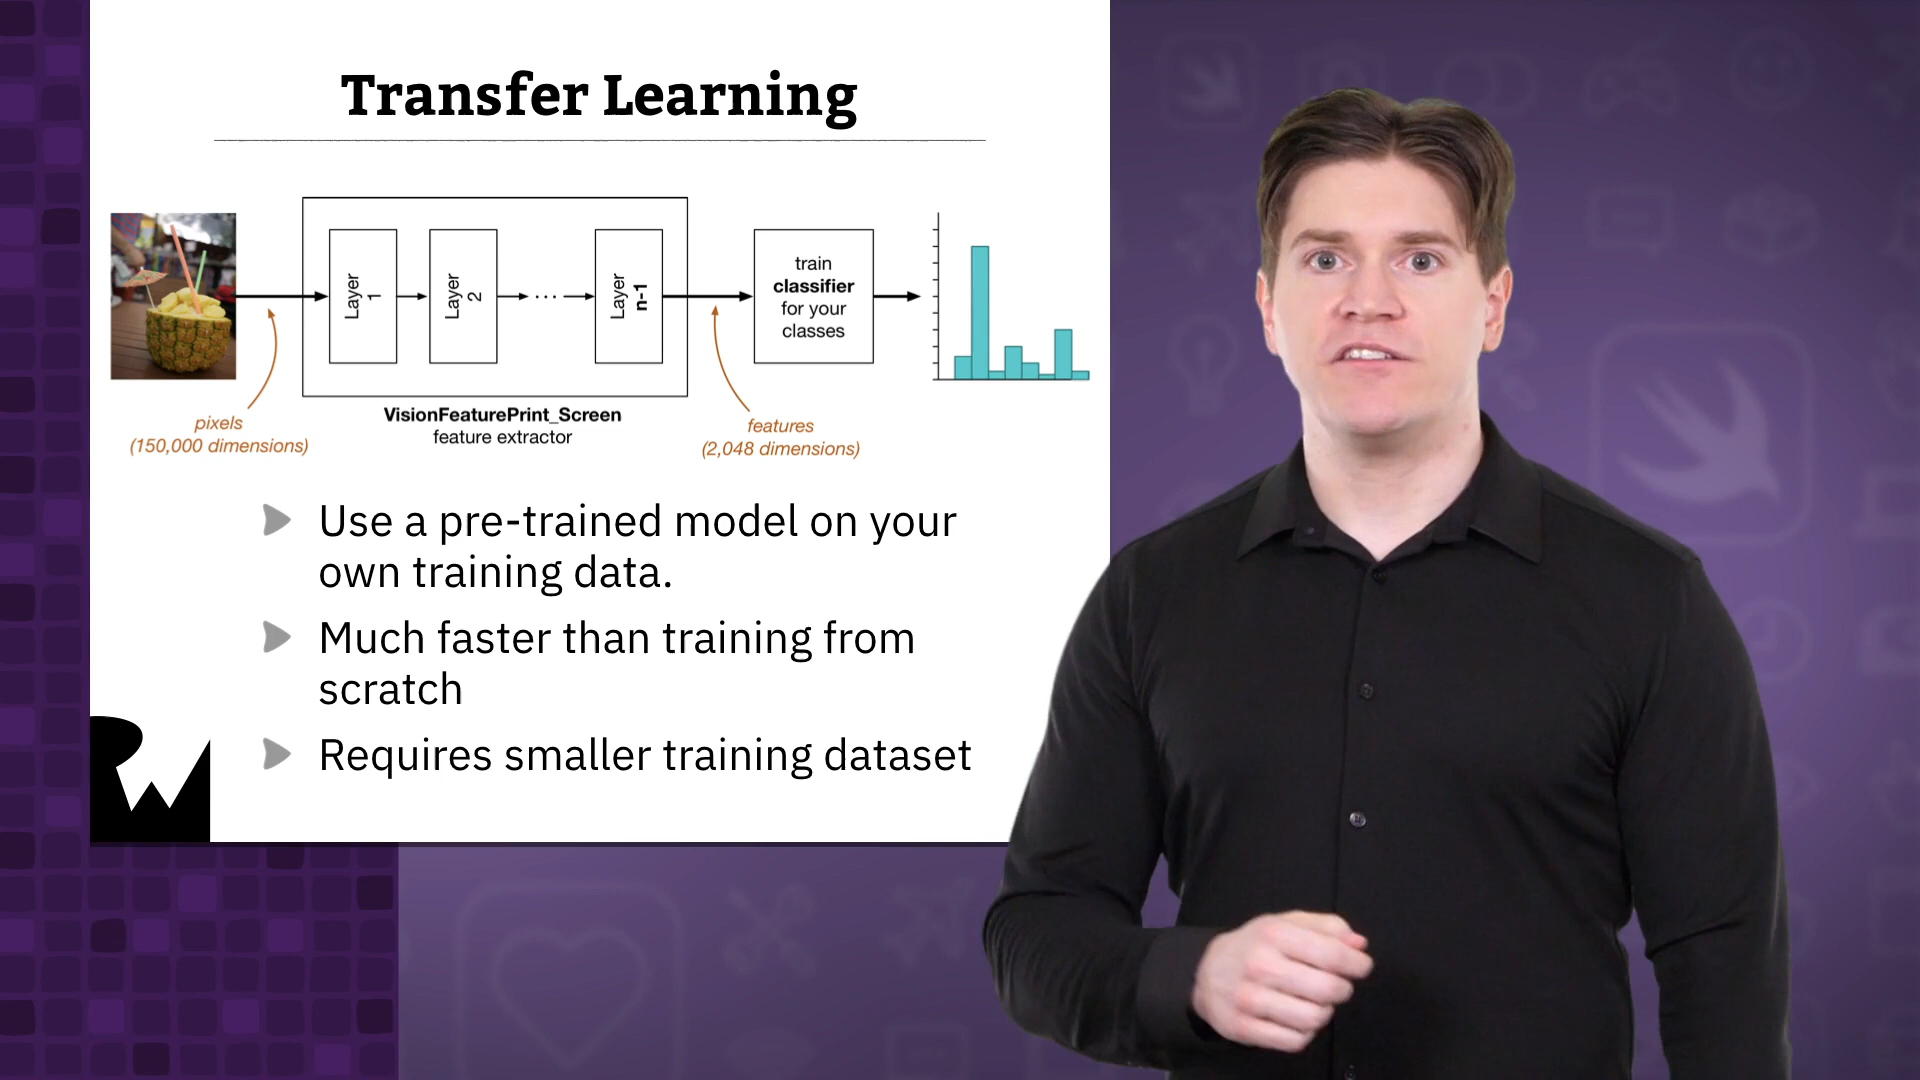 Transfer Learning
Layer
1
Layer
2
...
Layer
n-1
train
classifier
for your
classes
pixels
(150,000 dimensions)
VisionFeaturePrint_Screen
feature extractor
features
(2,048 dimensions)
Use a pre-trained model on your
own training data.
Much faster than training from
scratch
Requires smaller training dataset
RW